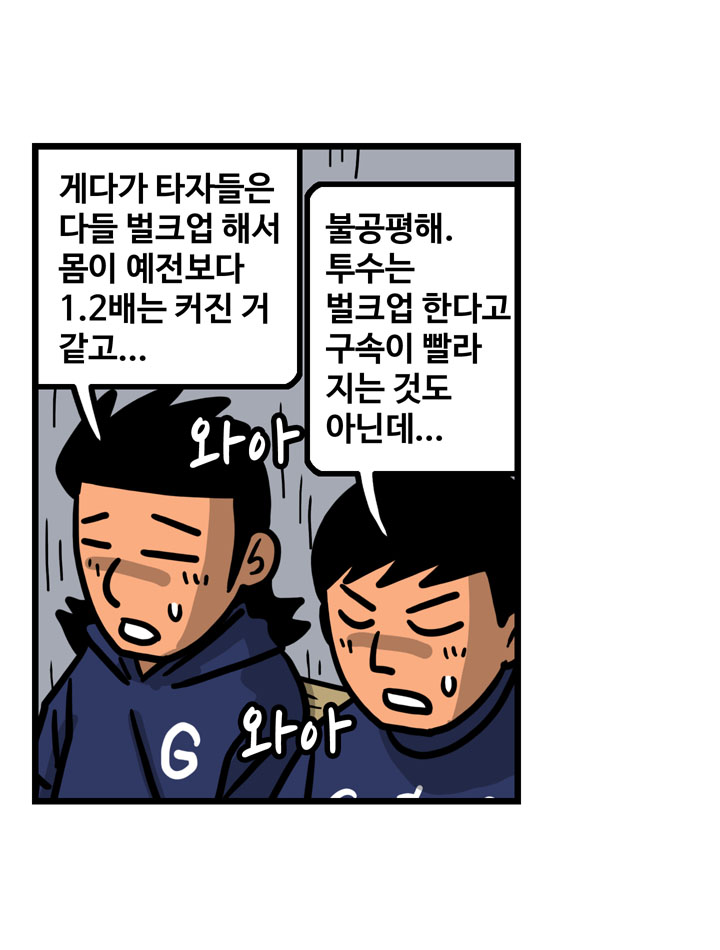 게다가 타자들은
다들 벌크업 해서
몸이 예전보다
1.2배는 커진 거
같고...
불공평해.
투수는
벌크업 한다고
구속이 빨라
지는 것도
아닌데...
와아
와아
G